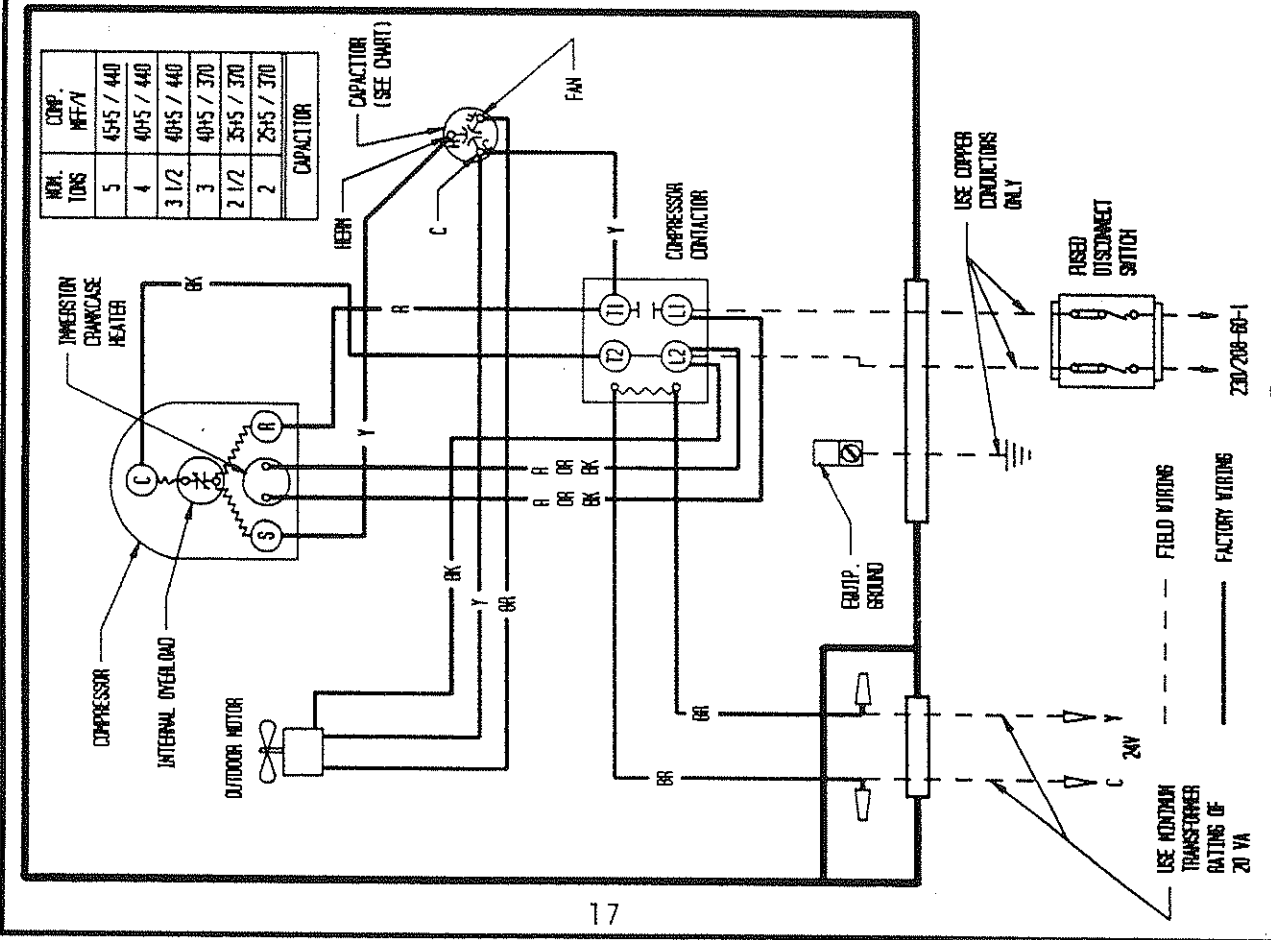 NOM. TONS
COMP. MFF/V
5
45+5 / 440
4
40+5 / 440
3 1/2
40+5 / 440
3
40+5 / 370
2 1/2
35+5 / 370
2
25+5 / 370
CAPACITOR
IMMERSION
CRANKCASE
HEATER
COMPRESSOR
INTERNAL OVERLOAD
OUTDOOR MOTOR
C
S
R
BK
R
Y
HERM
C
CAPACITOR
(SEE CHART)
FAN
H
C
BK
Y
BR
R OR BK
R OR BK
Y
T2
T1
L2
L1
COMPRESSOR
CONTACTOR
BR
BR
EQUIP.
GROUND
USE COPPER
CONDUCTORS
ONLY
FUSED
DISCONNECT
SWITCH
230/208-60-1
C
24V
Y
USE MINIMUM
TRANSFORMER
RATING OF
20 VA
FIELD WIRING
FACTORY WIRING
17